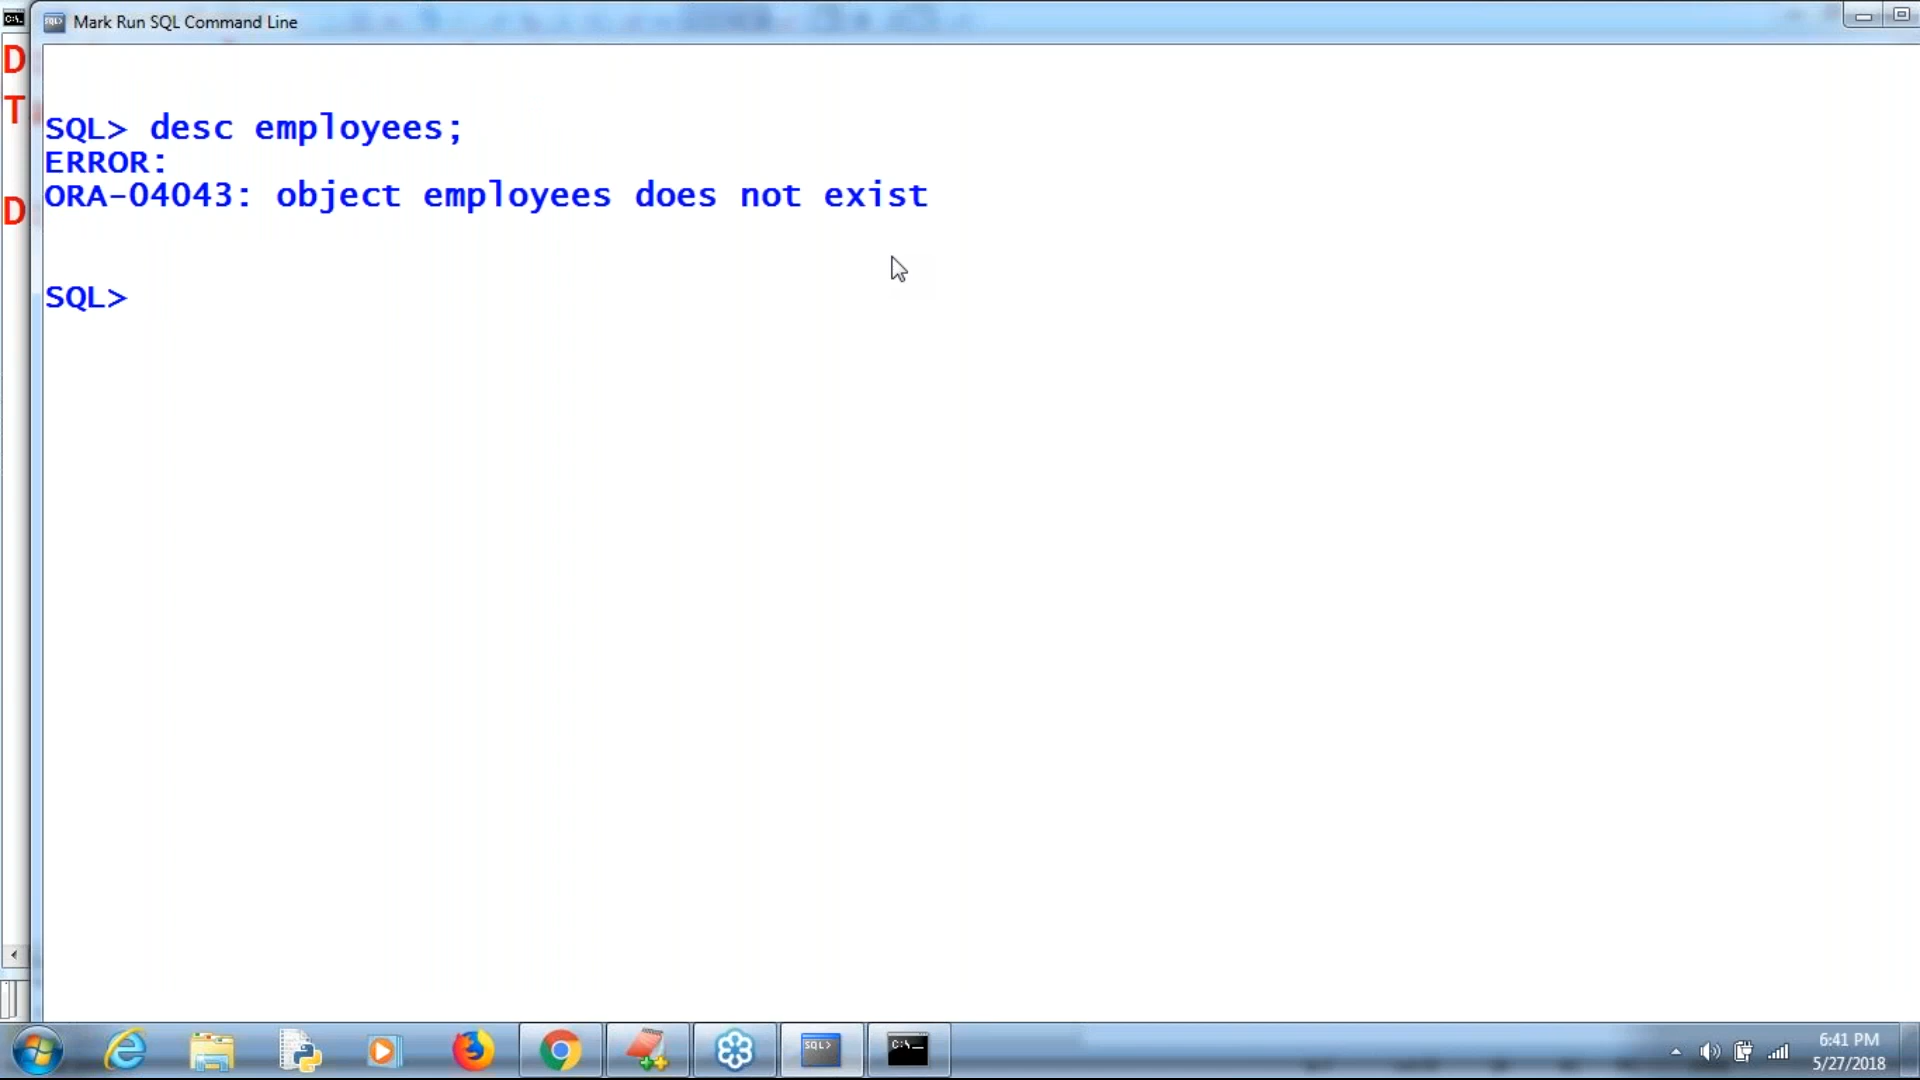 Mark Run SQL Command Line
D
T
D
SQL> desc employees;
ERROR:
ORA-04043: object employees does not exist
SQL>
SQL>
C:\_
6:41 PM
5/27/2018